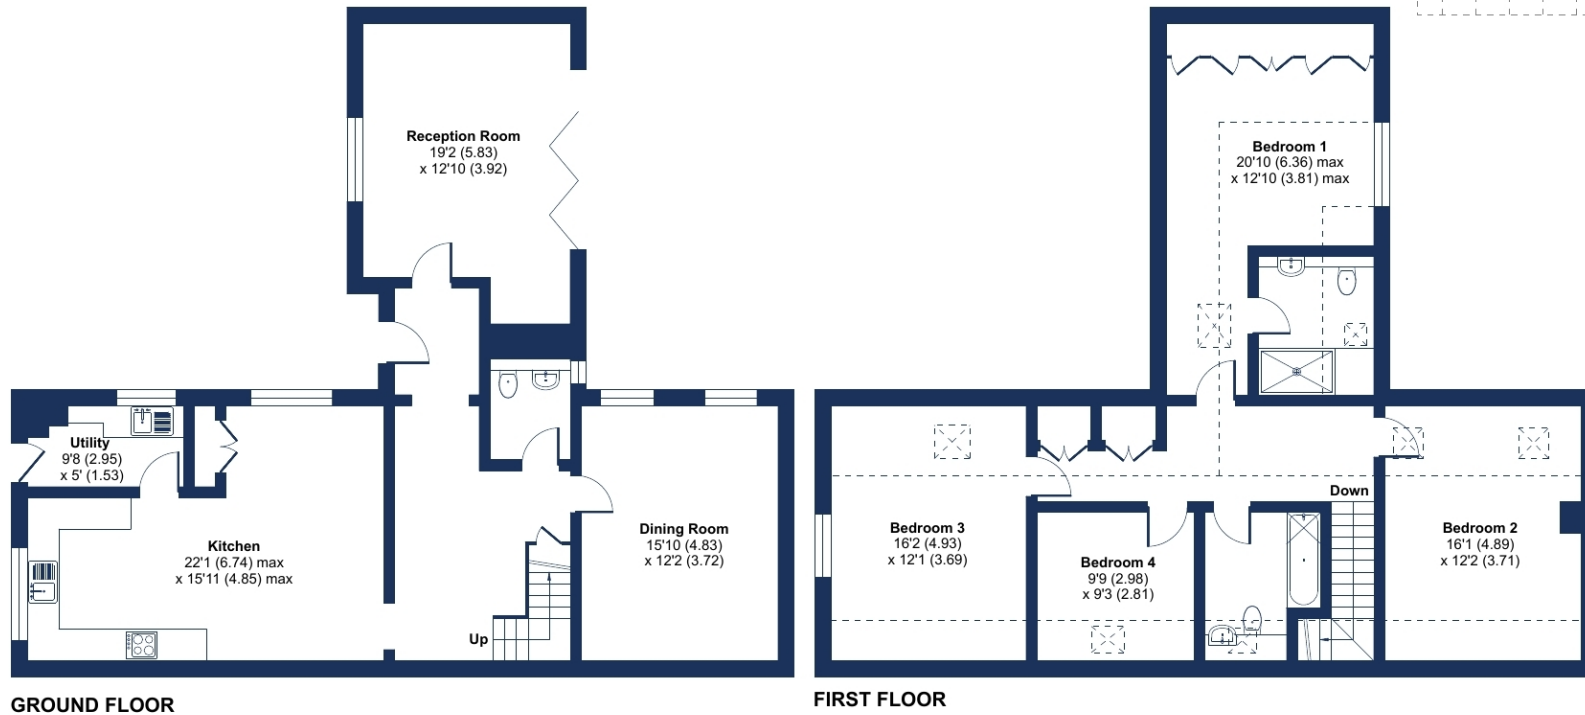 Reception Room
19'2 (5.83)
x 12'10 (3.92)
Utility
9'8 (2.95)
x 5' (1.53)
Kitchen
22'1 (6.74) max
x 15'11 (4.85) max
Dining Room
15'10 (4.83)
x 12'2 (3.72)
Up
GROUND FLOOR
Bedroom 1
20'10 (6.36) max
x 12'10 (3.81) max
Down
Bedroom 3
16'2 (4.93)
x 12'1 (3.69)
Bedroom 4
9'9 (2.98)
x 9'3 (2.81)
Bedroom 2
16'1 (4.89)
x 12'2 (3.71)
FIRST FLOOR